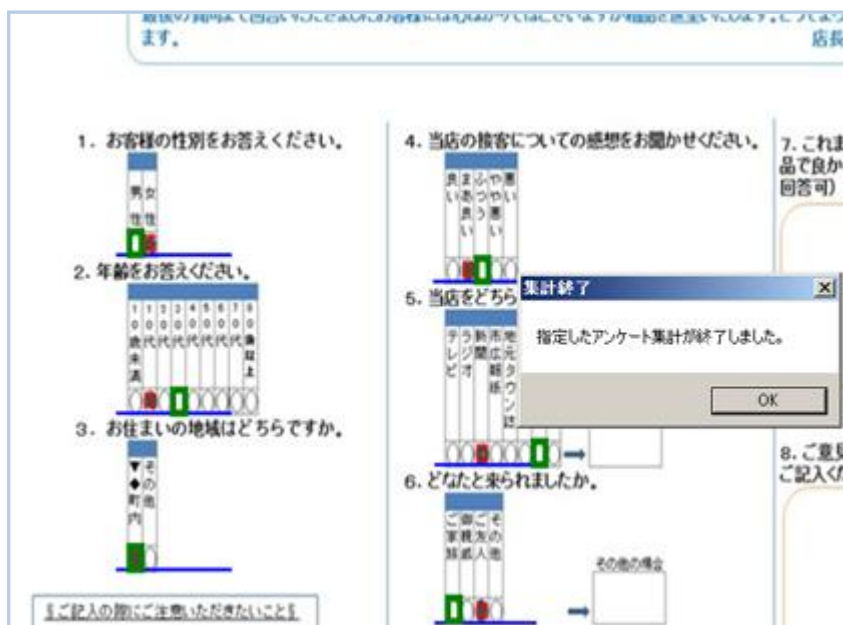 ます。
店長
1. お客様の性別をお答えください。
男性
女性
2. 年齢をお答えください。
10歳未満
10代
20代
30代
40代
50代
60代
70代
80歳以上
3. お住まいの地域はどちらですか。
▼◆町内
その他
§ご記入の際にご注意いただきたいこと§
4. 当店の接客についての感想をお聞かせください。
良い
まあ良い
ふつう
やや悪い
悪い
5. 当店をどちら
テレビ
ラジオ
新聞
市広報紙
地元タウン誌
6. どなたと来られましたか。
ご家族
御親戚
ご友人
その他
その他の場合
7. これま
品で良か
回答可)
8. ご意見
ご記入くだ
集計終了
指定したアンケート集計が終了しました。
OK